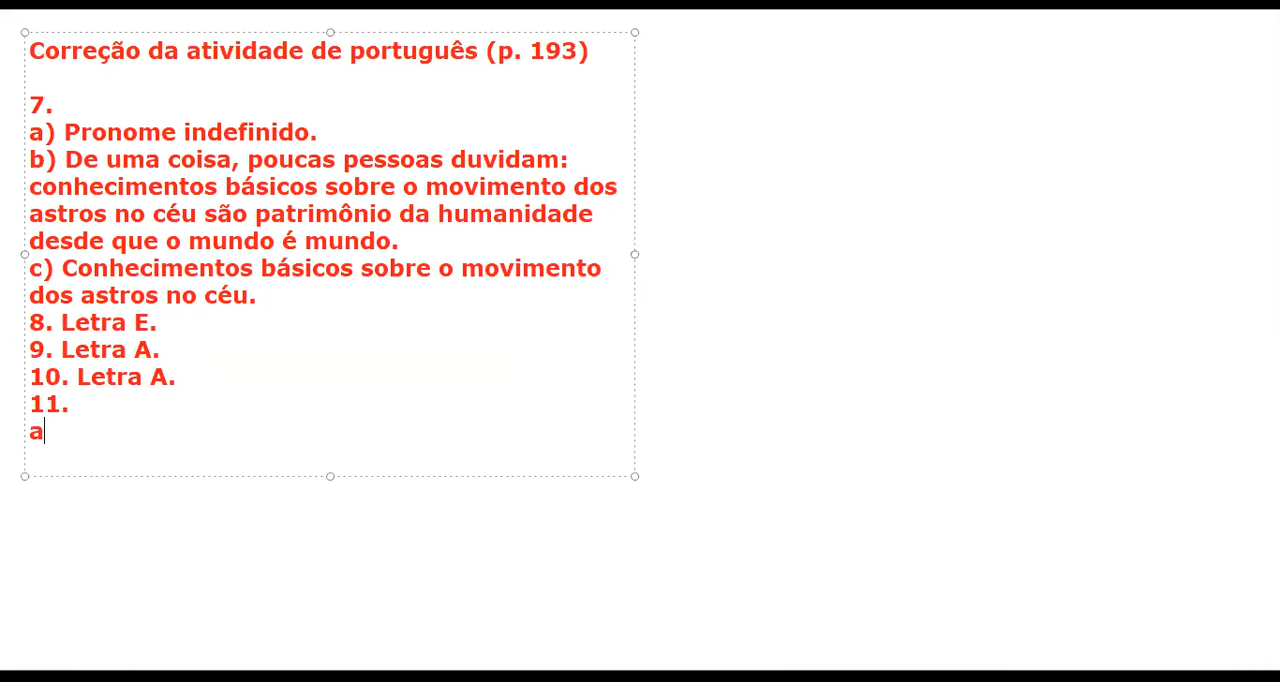 Correção da atividade de português (p. 193)
7.
a) Pronome indefinido.
b) De uma coisa, poucas pessoas duvidam:
conhecimentos básicos sobre o movimento dos
astros no céu são patrimônio da humanidade
desde que o mundo é mundo.
c) Conhecimentos básicos sobre o movimento
dos astros no céu.
8. Letra E.
9. Letra A.
10. Letra A.
11.
a